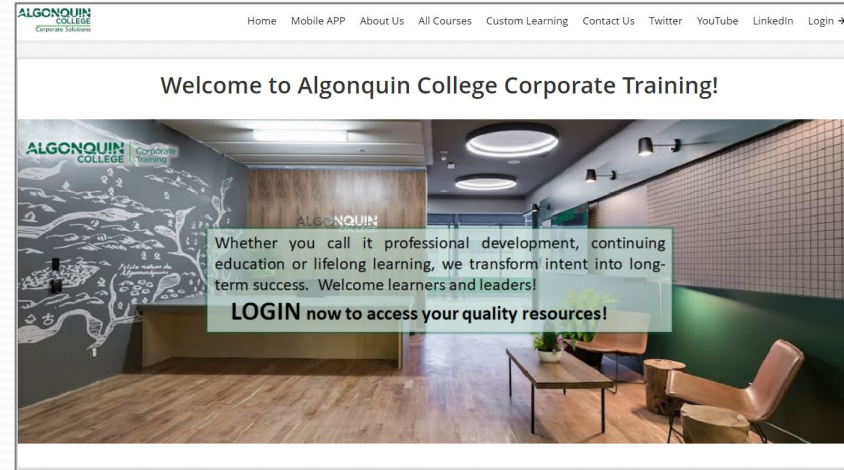 ALGONQUIN
COLLEGE
Corporate Solutions
Home Mobile APP About Us All Courses Custom Learning Contact Us Twitter YouTube LinkedIn Login →
Welcome to Algonquin College Corporate Training!
ALGONQUIN
COLLEGE
Corporate
Training
ALGONQUIN
Whether you call it professional development, continuing
education or lifelong learning, we transform intent into long-
term success. Welcome learners and leaders!
LOGIN now to access your quality resources!